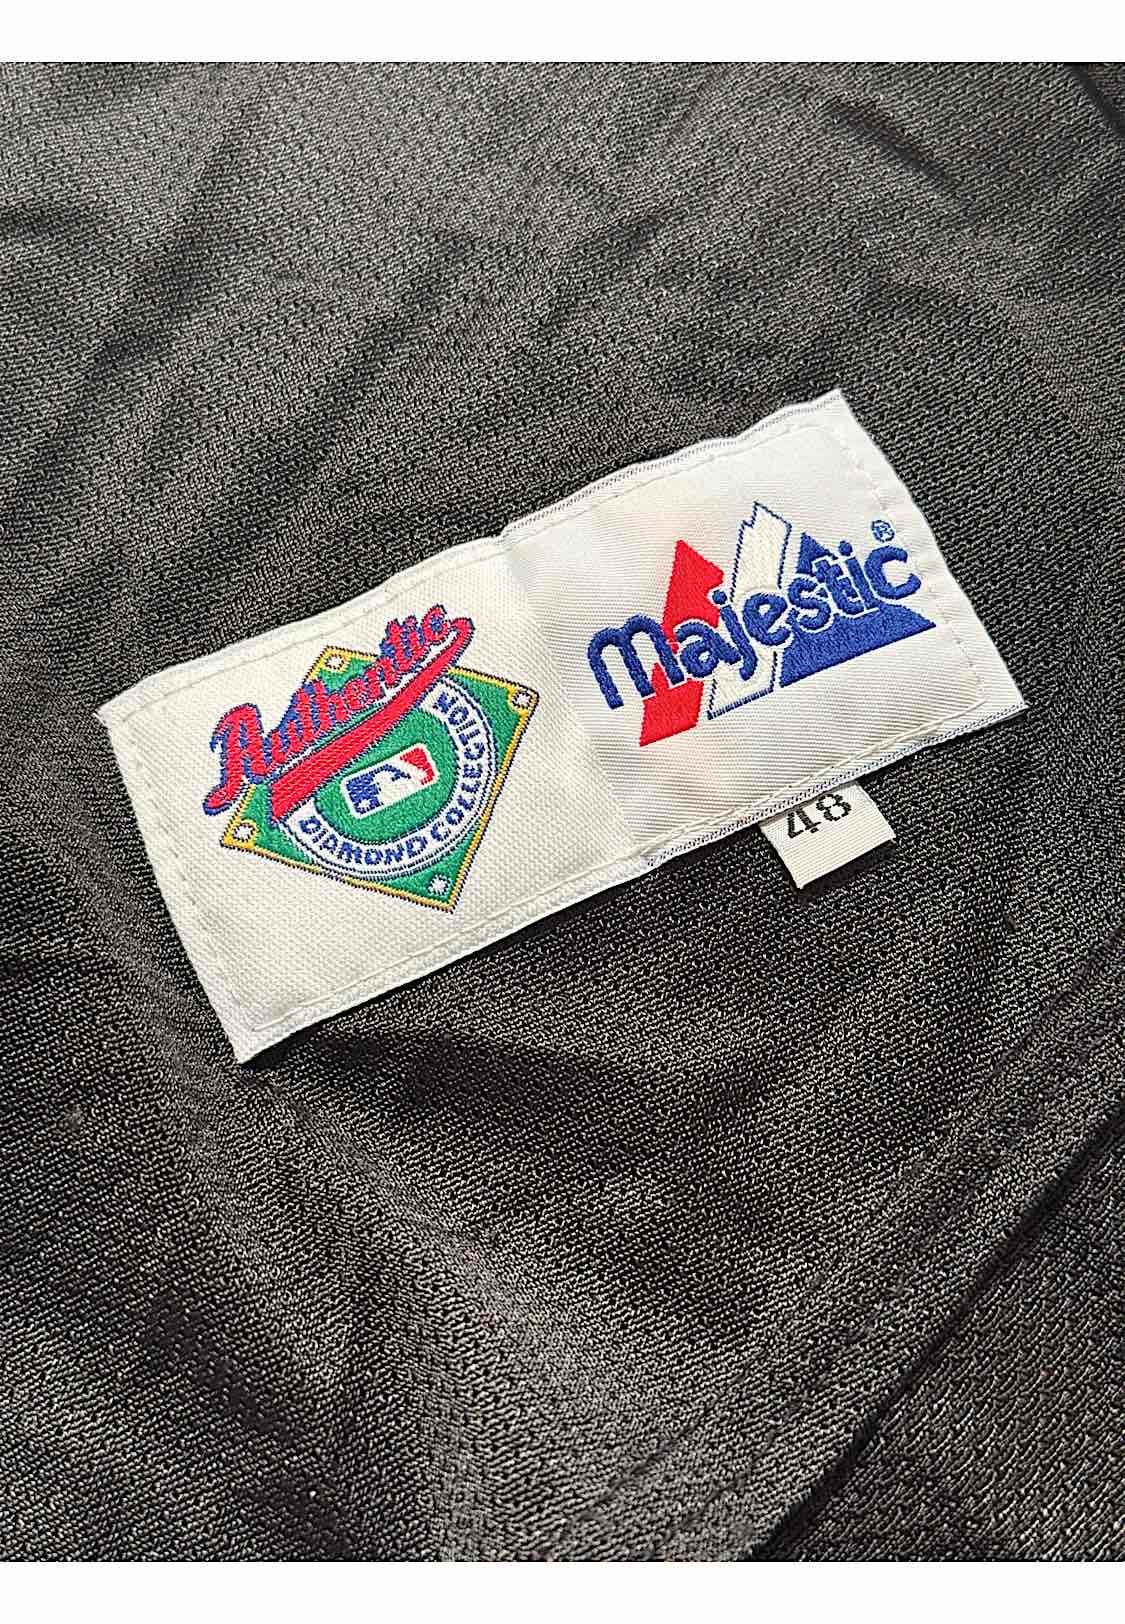 Authentic
DIAMOND COLLECTION
Majestic®
48